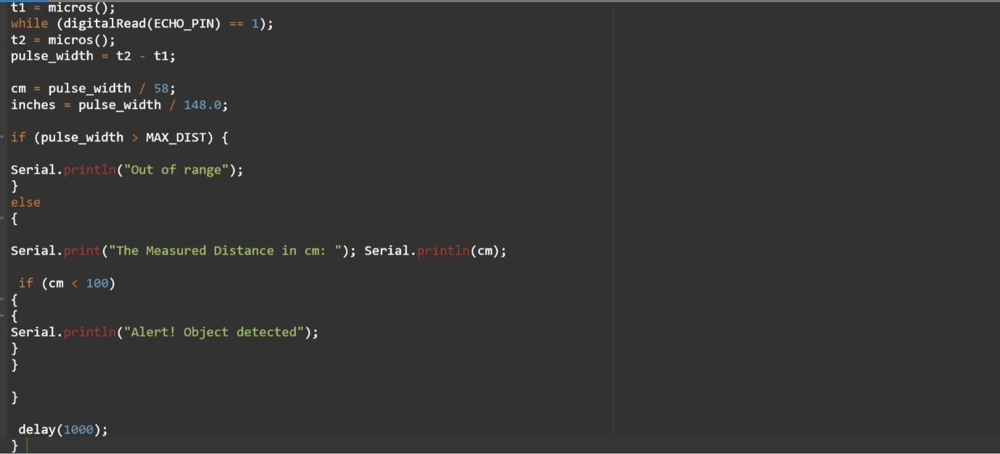 t1 = micros();
while (digitalRead(ECHO_PIN) == 1);
t2 = micros();
pulse_width = t2 - t1;
cm = pulse_width / 58;
inches = pulse_width / 148.0;
if (pulse_width > MAX_DIST) {
Serial.println("Out of range");
}
else
{
Serial.print("The Measured Distance in cm: "); Serial.println(cm);
if (cm < 100)
{
{
Serial.println("Alert! Object detected");
}
}
}
delay(1000);
}